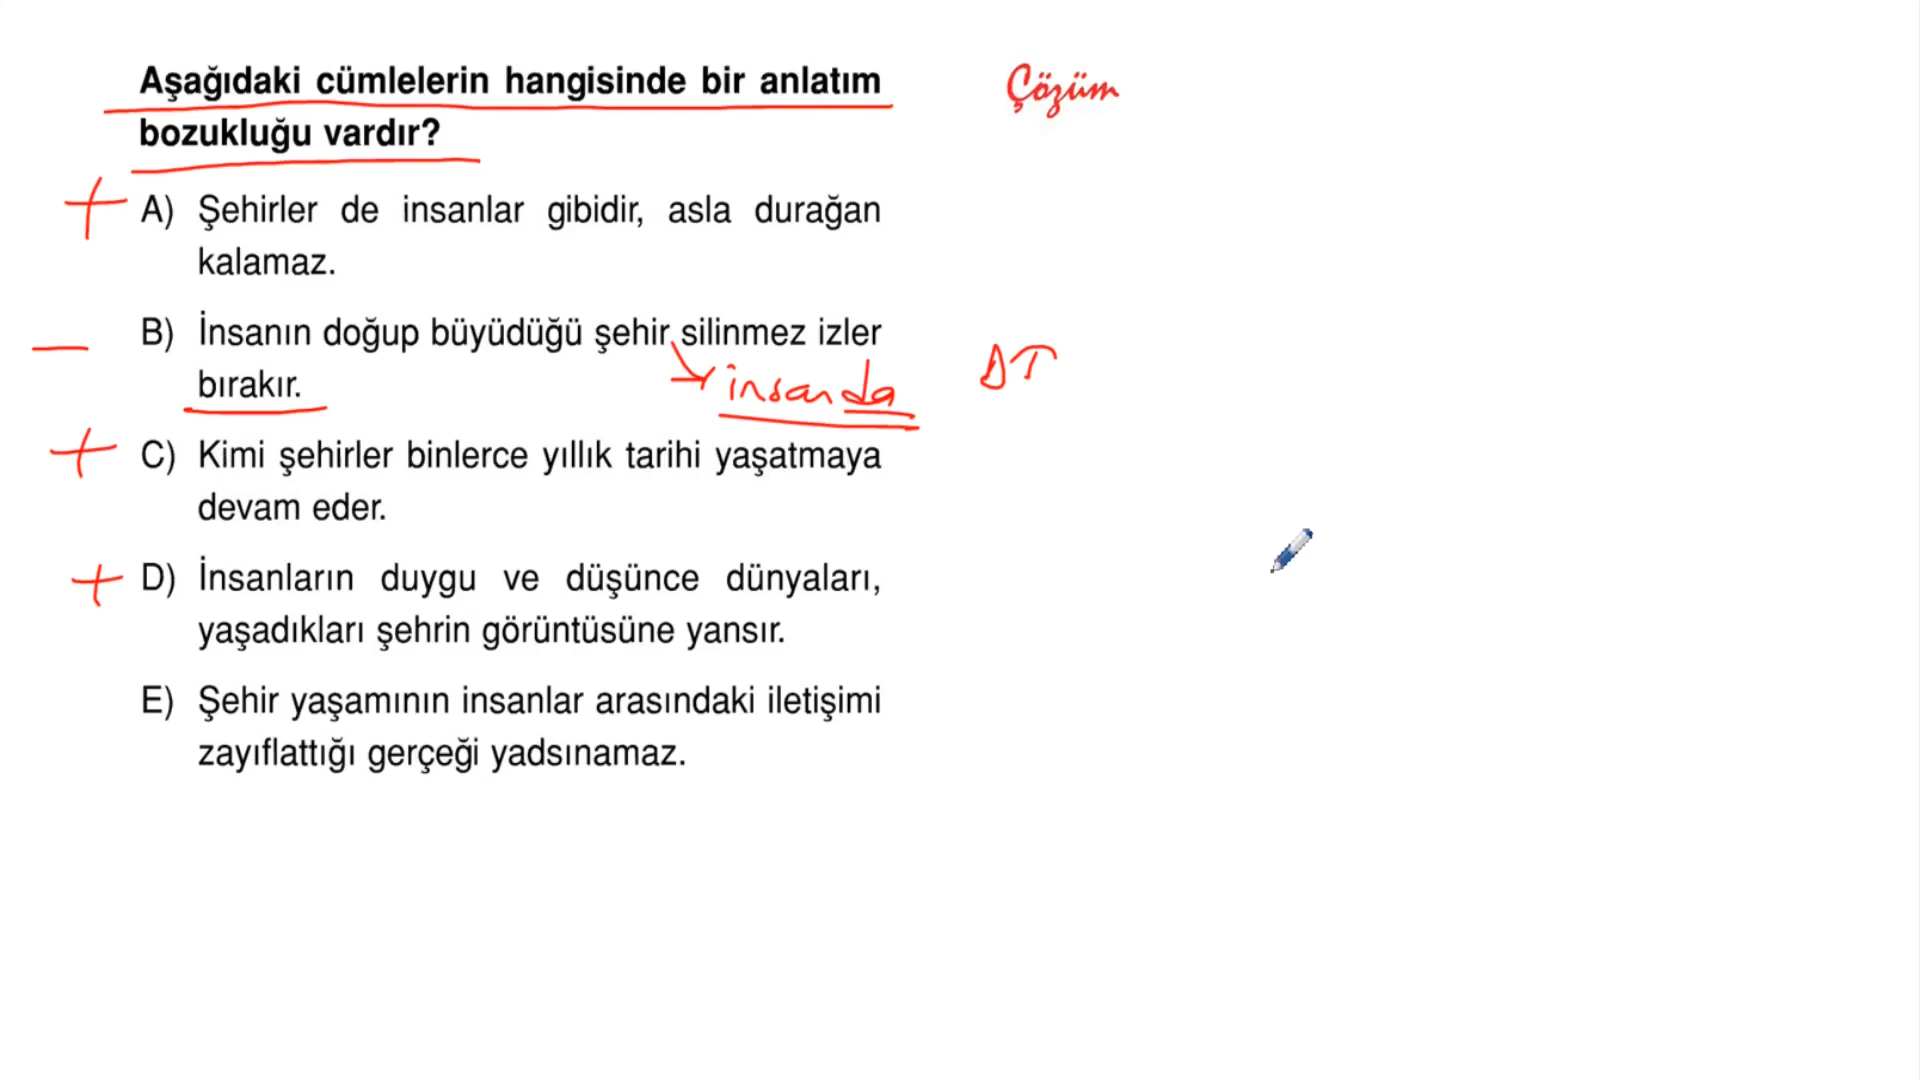 Aşağıdaki cümlelerin hangisinde bir anlatım
bozukluğu vardır?
Çözüm
A) Şehirler de insanlar gibidir, asla durağan
kalamaz.
B) İnsanın doğup büyüdüğü şehir silinmez izler
bırakır.
insanda
DT
C) Kimi şehirler binlerce yıllık tarihi yaşatmaya
devam eder.
D) İnsanların duygu ve düşünce dünyaları,
yaşadıkları şehrin görüntüsüne yansır.
E) Şehir yaşamının insanlar arasındaki iletişimi
zayıflattığı gerçeği yadsınamaz.